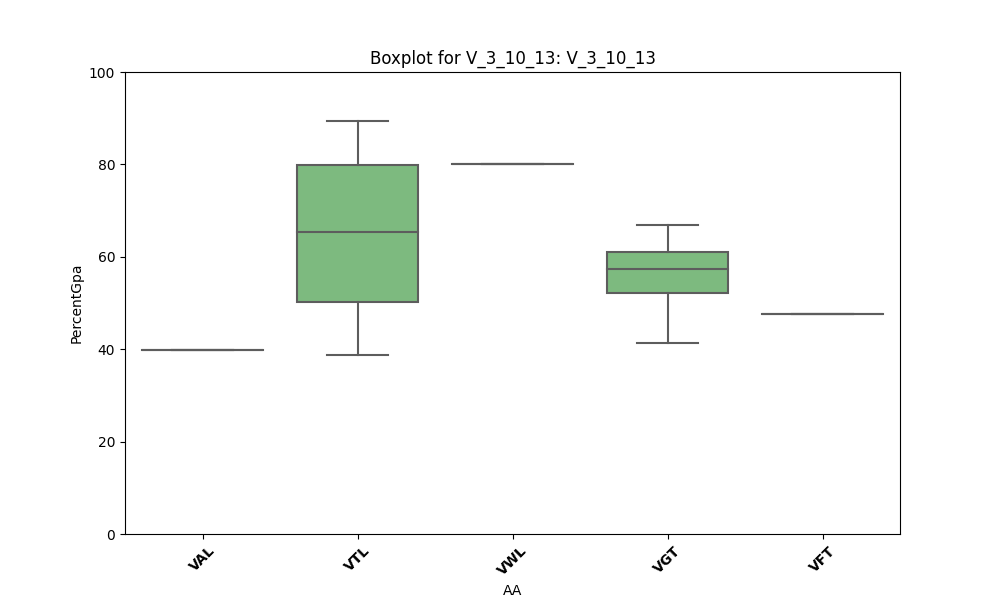 Boxplot for V_3_10_13: V_3_10_13
100
80
60
40
20
0
PercentGpa
VAL
VTL
VWL
VGT
VFT
AA